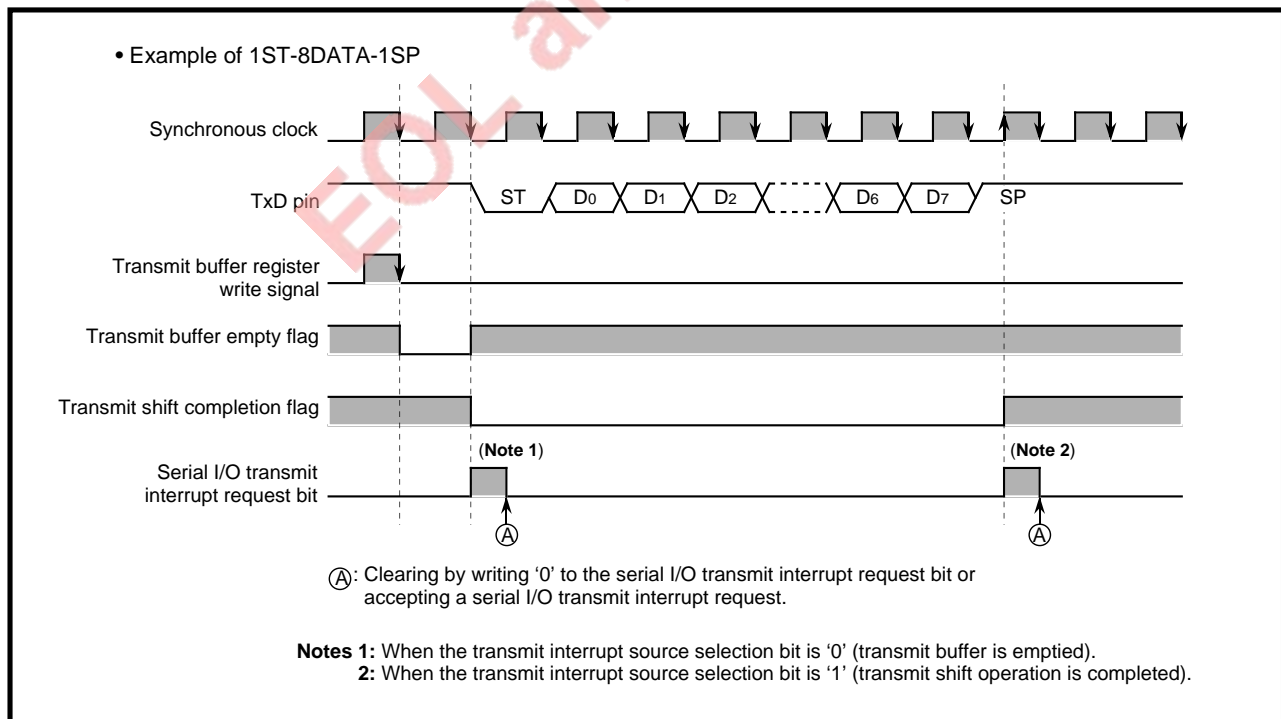 EOL an
• Example of 1ST-8DATA-1SP
Synchronous clock
TxD pin
ST D0 D1 D2 D6 D7 SP
Transmit buffer register
write signal
Transmit buffer empty flag
Transmit shift completion flag
(Note 1) (Note 2)
Serial I/O transmit
interrupt request bit
A A
A: Clearing by writing ‘0’ to the serial I/O transmit interrupt request bit or
accepting a serial I/O transmit interrupt request.
Notes 1: When the transmit interrupt source selection bit is ‘0’ (transmit buffer is emptied).
2: When the transmit interrupt source selection bit is ‘1’ (transmit shift operation is completed).